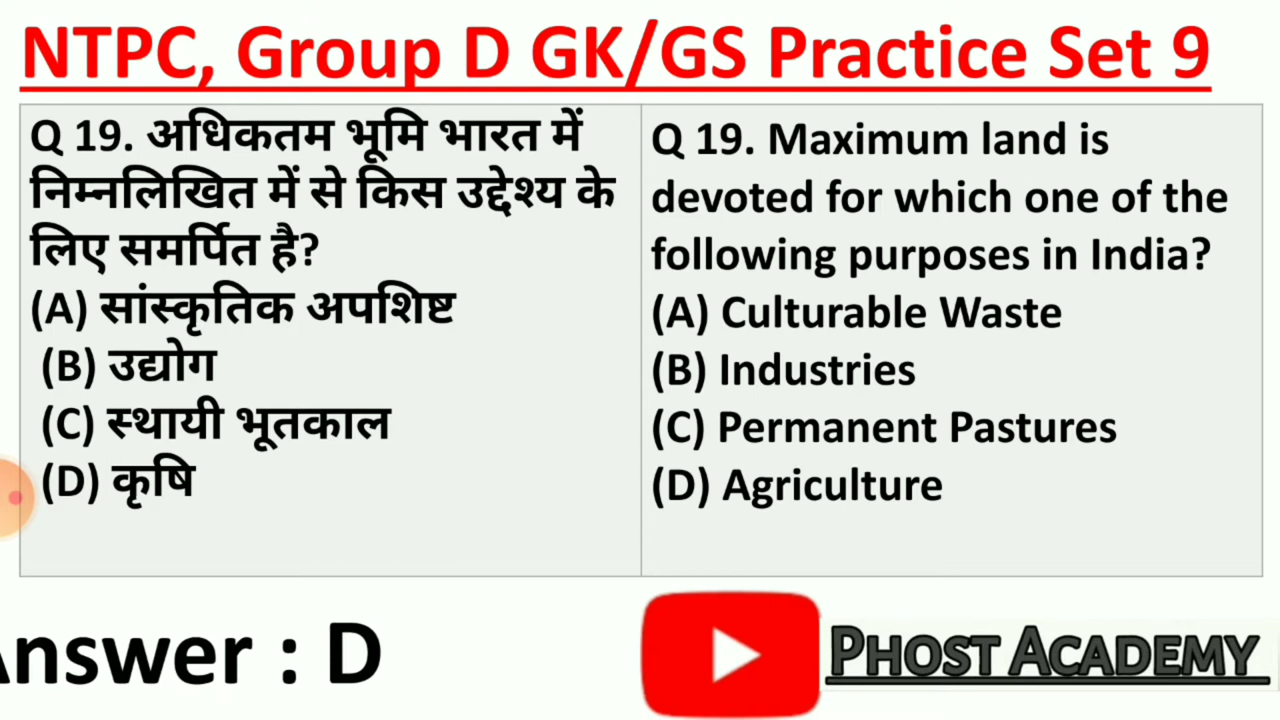 NTPC, Group D GK/GS Practice Set 9
Q 19. अधिकतम भूमि भारत में
निम्नलिखित में से किस उद्देश्य के
लिए समर्पित है?
(A) सांस्कृतिक अपशिष्ट
(B) उद्योग
(C) स्थायी भूतकाल
(D) कृषि
Q 19. Maximum land is
devoted for which one of the
following purposes in India?
(A) Culturable Waste
(B) Industries
(C) Permanent Pastures
(D) Agriculture
Answer : D
PHOST ACADEMY